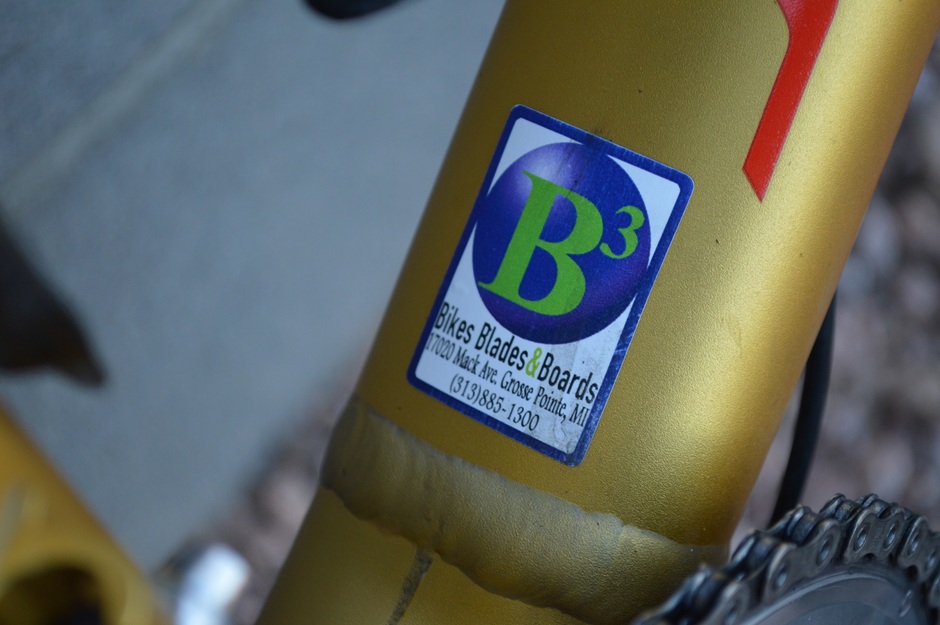 B3
Bikes Blades&Boards
17020 Mack Ave. Grosse Pointe, MI
(313)885-1300